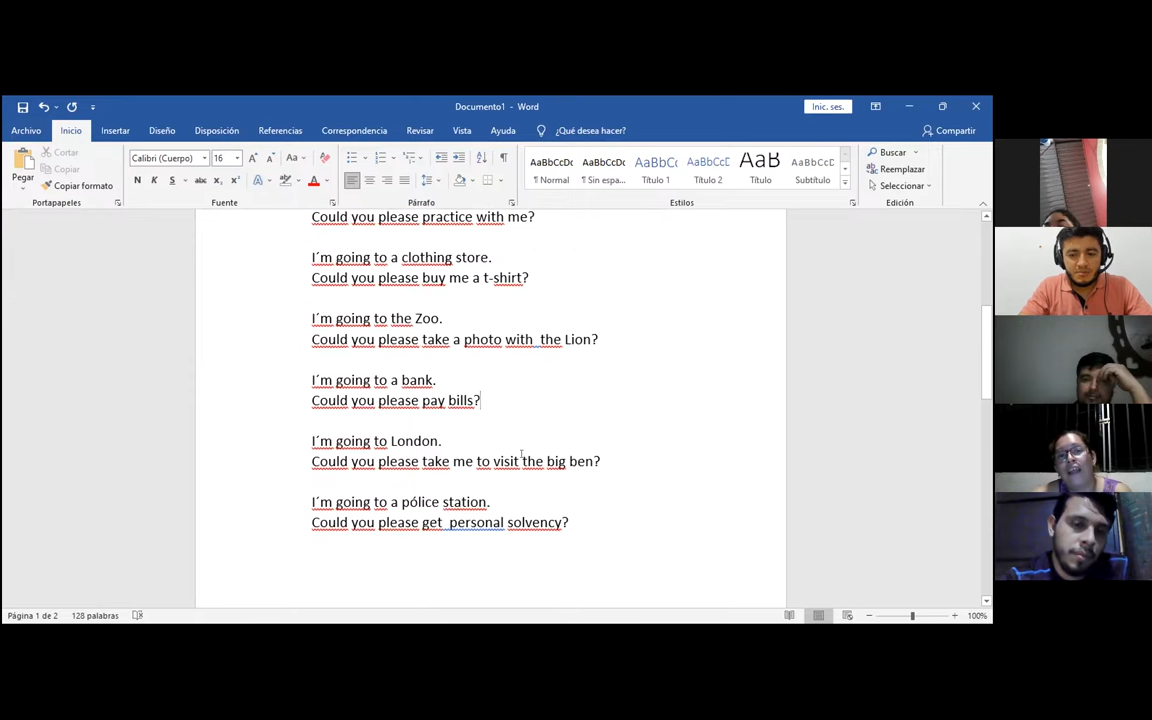 Documento1 - Word
Inic. ses.
Archivo Inicio Insertar Diseño Disposición Referencias Correspondencia Revisar Vista Ayuda ¿Qué desea hacer? Compartir
Pegar
Cortar
Copiar
Copiar formato
Portapapeles
Calibri (Cuerpo) 16
N K S abc x₂ x²
Fuente
Párrafo
AaBbCcDc AaBbCcDc AaBbC AaBbCcE AaB AaBbCcD
¶ Normal ¶ Sin espa... Título 1 Título 2 Título Subtítulo
Estilos
Buscar
Reemplazar
Seleccionar
Edición
Could you please practice with me?
I´m going to a clothing store.
Could you please buy me a t-shirt?
I´m going to the Zoo.
Could you please take a photo with  the Lion?
I´m going to a bank.
Could you please pay bills?
I´m going to London.
Could you please take me to visit the big ben?
I´m going to a pólice station.
Could you please get  personal solvency?
Página 1 de 2 128 palabras
100%